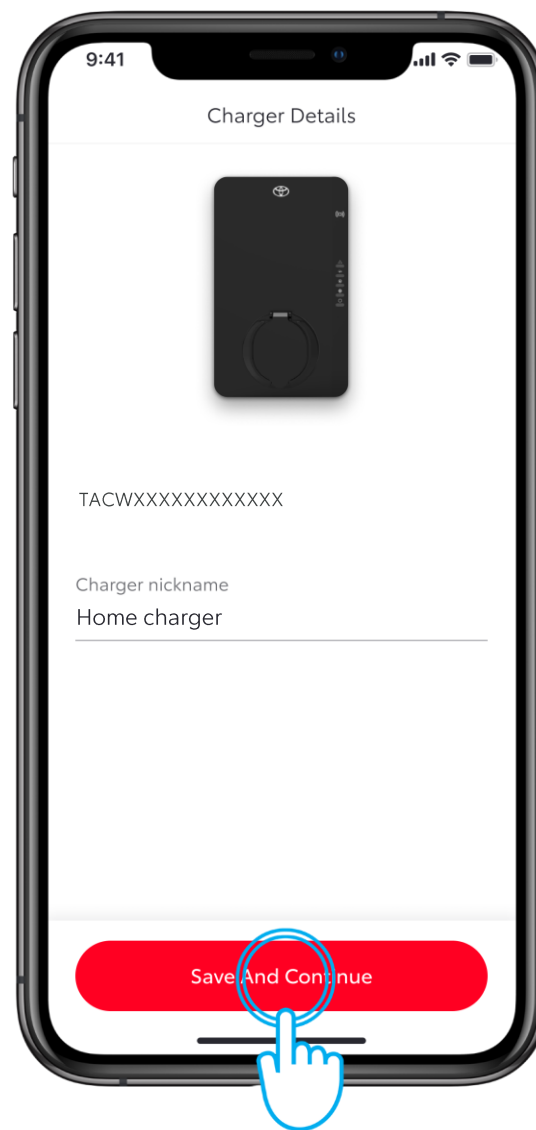 9:41
Charger Details
TACWXXXXXXXXXXXX
Charger nickname
Home charger
Save And Continue